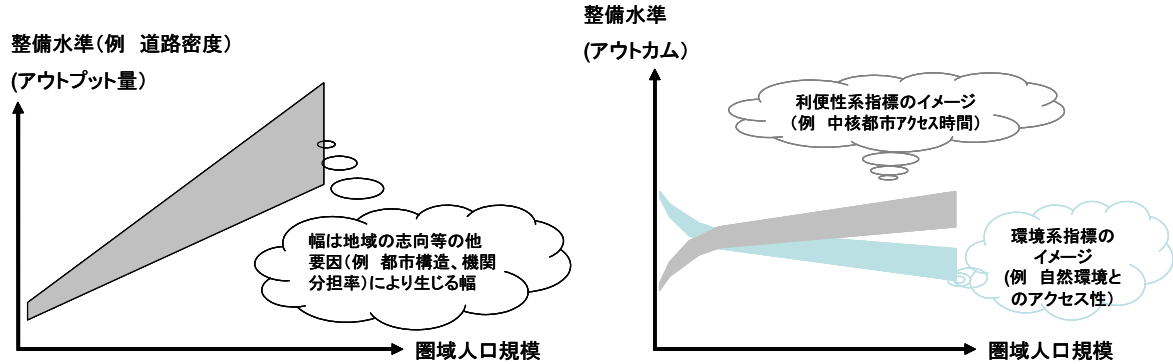 整備水準(例　道路密度)
(アウトプット量)
幅は地域の志向等の他
要因(例　都市構造、機関
分担率)により生じる幅
圏域人口規模
整備水準
(アウトカム)
利便性系指標のイメージ
(例　中核都市アクセス時間)
環境系指標の
イメージ
(例　自然環境と
のアクセス性)
圏域人口規模